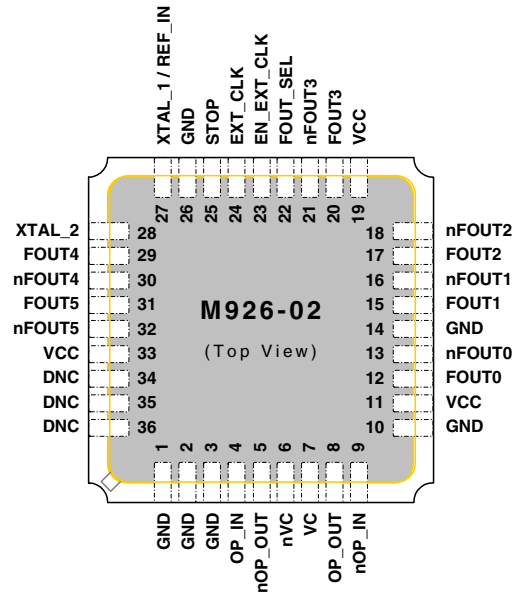 XTAL_1 / REF_IN
GND
STOP
EXT_CLK
EN_EXT_CLK
FOUT_SEL
nFOUT3
FOUT3
VCC
27
26
25
24
23
22
21
20
19
XTAL_2 28
FOUT4 29
nFOUT4 30
FOUT5 31
nFOUT5 32
VCC 33
DNC 34
DNC 35
DNC 36
M926-02
(Top View)
18 nFOUT2
17 FOUT2
16 nFOUT1
15 FOUT1
14 GND
13 nFOUT0
12 FOUT0
11 VCC
10 GND
1
2
3
4
5
6
7
8
9
GND
GND
GND
OP_IN
nOP_OUT
nVC
VC
OP_OUT
nOP_IN